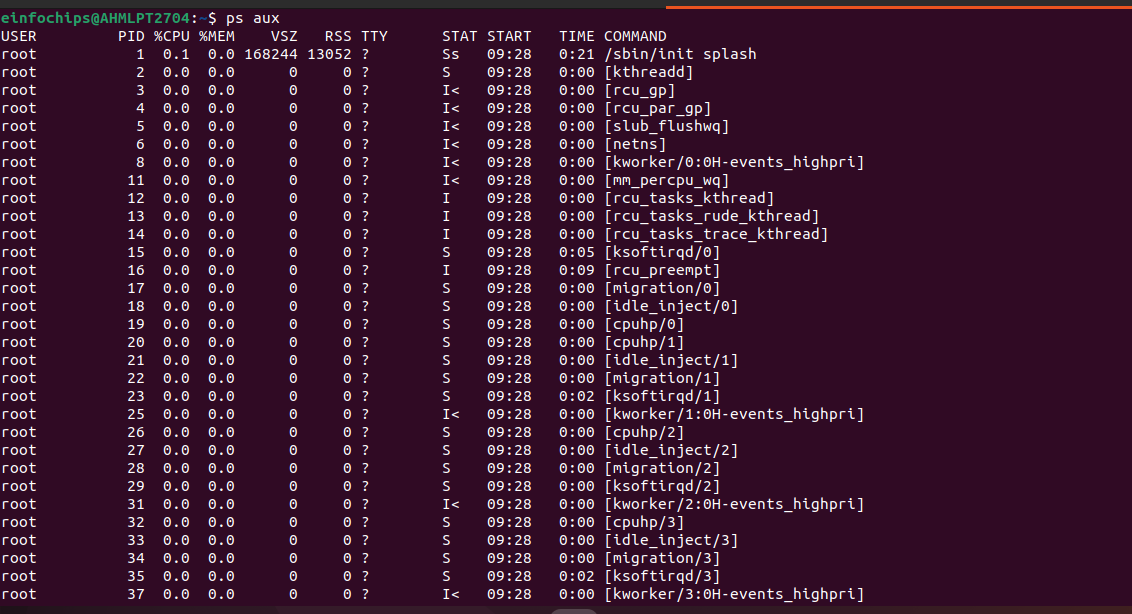 einfochips@AHMLPT2704:~$ ps aux
USER         PID %CPU %MEM    VSZ   RSS TTY      STAT START   TIME COMMAND
root           1  0.1  0.0 168244 13052 ?        Ss   09:28   0:21 /sbin/init splash
root           2  0.0  0.0      0     0 ?        S    09:28   0:00 [kthreadd]
root           3  0.0  0.0      0     0 ?        I<   09:28   0:00 [rcu_gp]
root           4  0.0  0.0      0     0 ?        I<   09:28   0:00 [rcu_par_gp]
root           5  0.0  0.0      0     0 ?        I<   09:28   0:00 [slub_flushwq]
root           6  0.0  0.0      0     0 ?        I<   09:28   0:00 [netns]
root           8  0.0  0.0      0     0 ?        I<   09:28   0:00 [kworker/0:0H-events_highpri]
root          11  0.0  0.0      0     0 ?        I<   09:28   0:00 [mm_percpu_wq]
root          12  0.0  0.0      0     0 ?        I    09:28   0:00 [rcu_tasks_kthread]
root          13  0.0  0.0      0     0 ?        I    09:28   0:00 [rcu_tasks_rude_kthread]
root          14  0.0  0.0      0     0 ?        I    09:28   0:00 [rcu_tasks_trace_kthread]
root          15  0.0  0.0      0     0 ?        S    09:28   0:05 [ksoftirqd/0]
root          16  0.0  0.0      0     0 ?        I    09:28   0:09 [rcu_preempt]
root          17  0.0  0.0      0     0 ?        S    09:28   0:00 [migration/0]
root          18  0.0  0.0      0     0 ?        S    09:28   0:00 [idle_inject/0]
root          19  0.0  0.0      0     0 ?        S    09:28   0:00 [cpuhp/0]
root          20  0.0  0.0      0     0 ?        S    09:28   0:00 [cpuhp/1]
root          21  0.0  0.0      0     0 ?        S    09:28   0:00 [idle_inject/1]
root          22  0.0  0.0      0     0 ?        S    09:28   0:00 [migration/1]
root          23  0.0  0.0      0     0 ?        S    09:28   0:02 [ksoftirqd/1]
root          25  0.0  0.0      0     0 ?        I<   09:28   0:00 [kworker/1:0H-events_highpri]
root          26  0.0  0.0      0     0 ?        S    09:28   0:00 [cpuhp/2]
root          27  0.0  0.0      0     0 ?        S    09:28   0:00 [idle_inject/2]
root          28  0.0  0.0      0     0 ?        S    09:28   0:00 [migration/2]
root          29  0.0  0.0      0     0 ?        S    09:28   0:00 [ksoftirqd/2]
root          31  0.0  0.0      0     0 ?        I<   09:28   0:00 [kworker/2:0H-events_highpri]
root          32  0.0  0.0      0     0 ?        S    09:28   0:00 [cpuhp/3]
root          33  0.0  0.0      0     0 ?        S    09:28   0:00 [idle_inject/3]
root          34  0.0  0.0      0     0 ?        S    09:28   0:00 [migration/3]
root          35  0.0  0.0      0     0 ?        S    09:28   0:02 [ksoftirqd/3]
root          37  0.0  0.0      0     0 ?        I<   09:28   0:00 [kworker/3:0H-events_highpri]